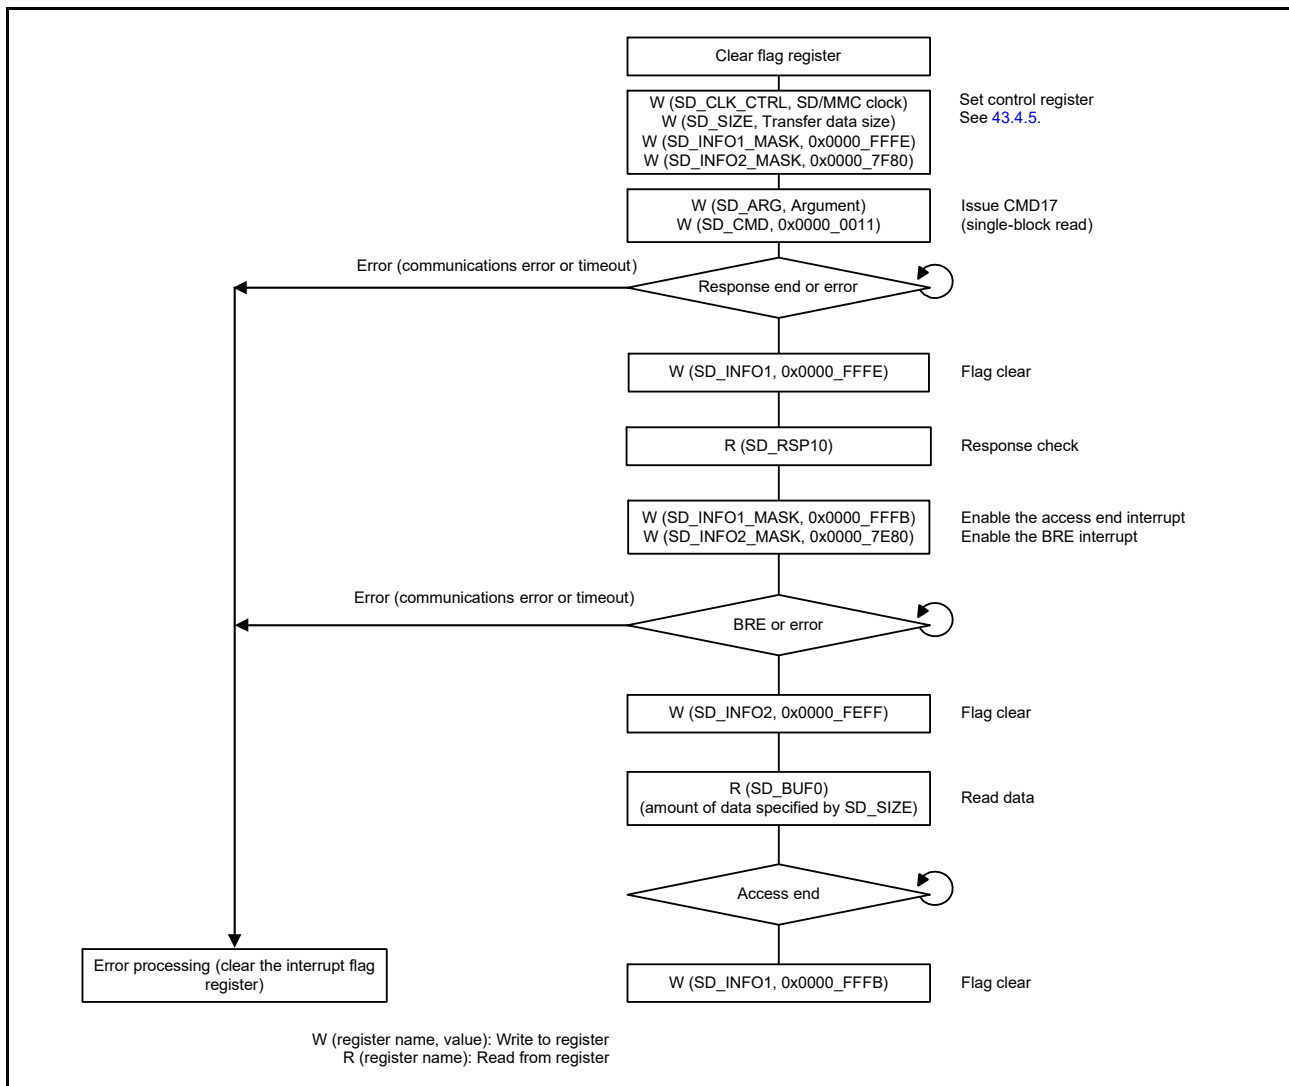 Clear flag register
W (SD_CLK_CTRL, SD/MMC clock)
W (SD_SIZE, Transfer data size)
W (SD_INFO1_MASK, 0x0000_FFFE)
W (SD_INFO2_MASK, 0x0000_7F80)
Set control register
See 43.4.5.
W (SD_ARG, Argument)
W (SD_CMD, 0x0000_0011)
Issue CMD17
(single-block read)
Error (communications error or timeout)
Response end or error
W (SD_INFO1, 0x0000_FFFE)
Flag clear
R (SD_RSP10)
Response check
W (SD_INFO1_MASK, 0x0000_FFFB)
W (SD_INFO2_MASK, 0x0000_7E80)
Enable the access end interrupt
Enable the BRE interrupt
Error (communications error or timeout)
BRE or error
W (SD_INFO2, 0x0000_FEFF)
Flag clear
R (SD_BUF0)
(amount of data specified by SD_SIZE)
Read data
Access end
Error processing (clear the interrupt flag
register)
W (SD_INFO1, 0x0000_FFFB)
Flag clear
W (register name, value): Write to register
R (register name): Read from register